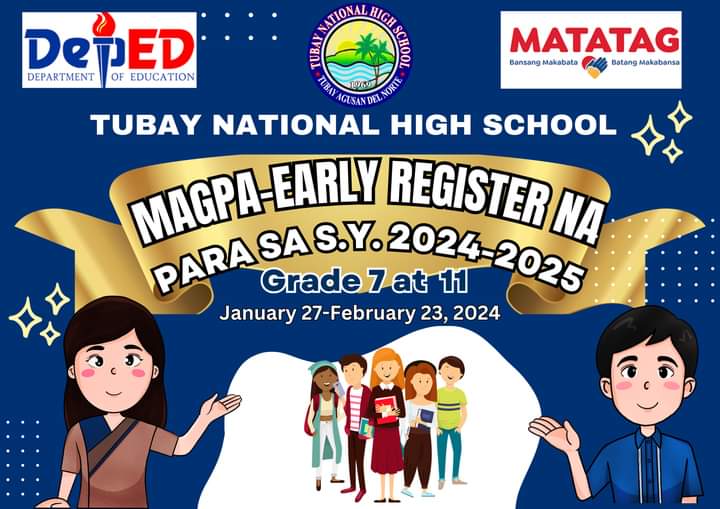 DepED
DEPARTMENT OF EDUCATION
TUBAY NATIONAL HIGH SCHOOL
1969
TUBAY AGUSAN DEL NORTE
MATATAG
Bansang Makabata Batang Makabansa
TUBAY NATIONAL HIGH SCHOOL
MAGPA-EARLY REGISTER NA
PARA SA S.Y. 2024-2025
Grade 7 at 11
January 27-February 23, 2024